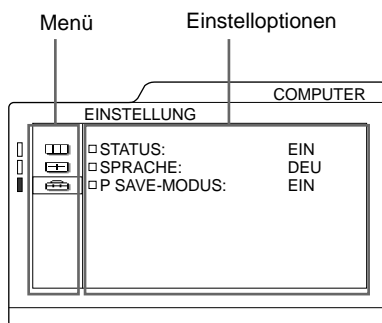 Menü Einstelloptionen
COMPUTER
EINSTELLUNG
STATUS: EIN
SPRACHE: DEU
P SAVE-MODUS: EIN